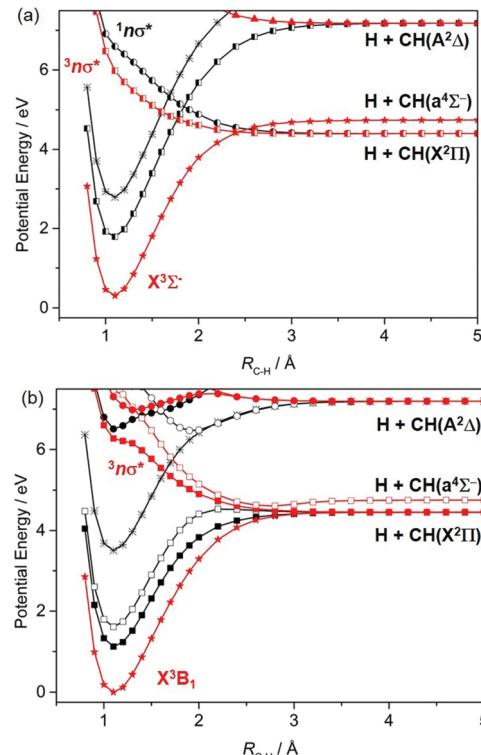 (a)
¹nσ*
³nσ*
H + CH(A²Δ)
H + CH(a⁴Σ⁻)
H + CH(X²Π)
X³Σ⁻
Potential Energy / eV
6
4
2
0
1
2
3
4
5
R_C-H / Å
(b)
³nσ*
H + CH(A²Δ)
H + CH(a⁴Σ⁻)
H + CH(X²Π)
X³B₁
Potential Energy / eV
6
4
2
0
1
2
3
4
5